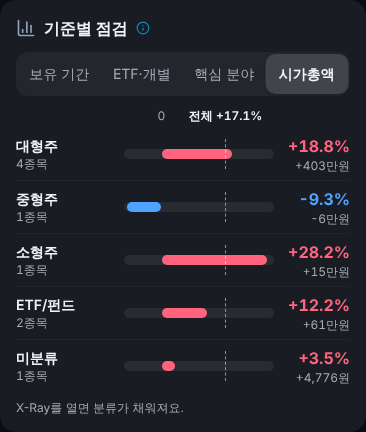 기준별 점검
보유 기간 ETF·개별 핵심 분야 시가총액
0 전체 +17.1%
대형주 +18.8%
4종목 +403만원
중형주 -9.3%
1종목 -6만원
소형주 +28.2%
1종목 +15만원
ETF/펀드 +12.2%
2종목 +61만원
미분류 +3.5%
1종목 +4,776원
X-Ray를 열면 분류가 채워져요.